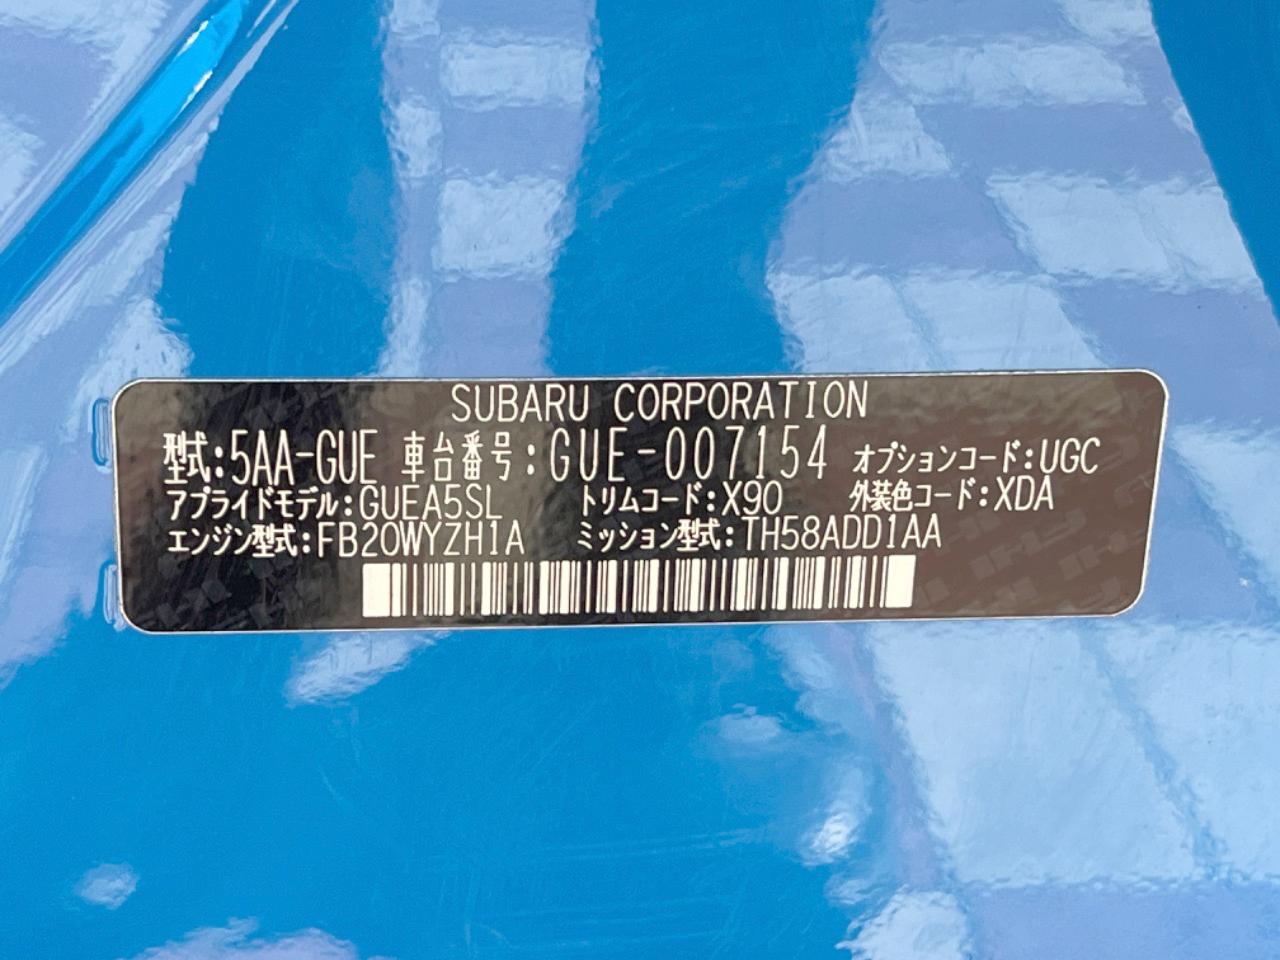 SUBARU CORPORATION
型式:5AA-GUE 車台番号:GUE-007154 オプションコード:UGC
アプライドモデル:GUEA5SL トリムコード:X90 外装色コード:XDA
エンジン型式:FB20WYZH1A ミッション型式:TH58ADD1AA